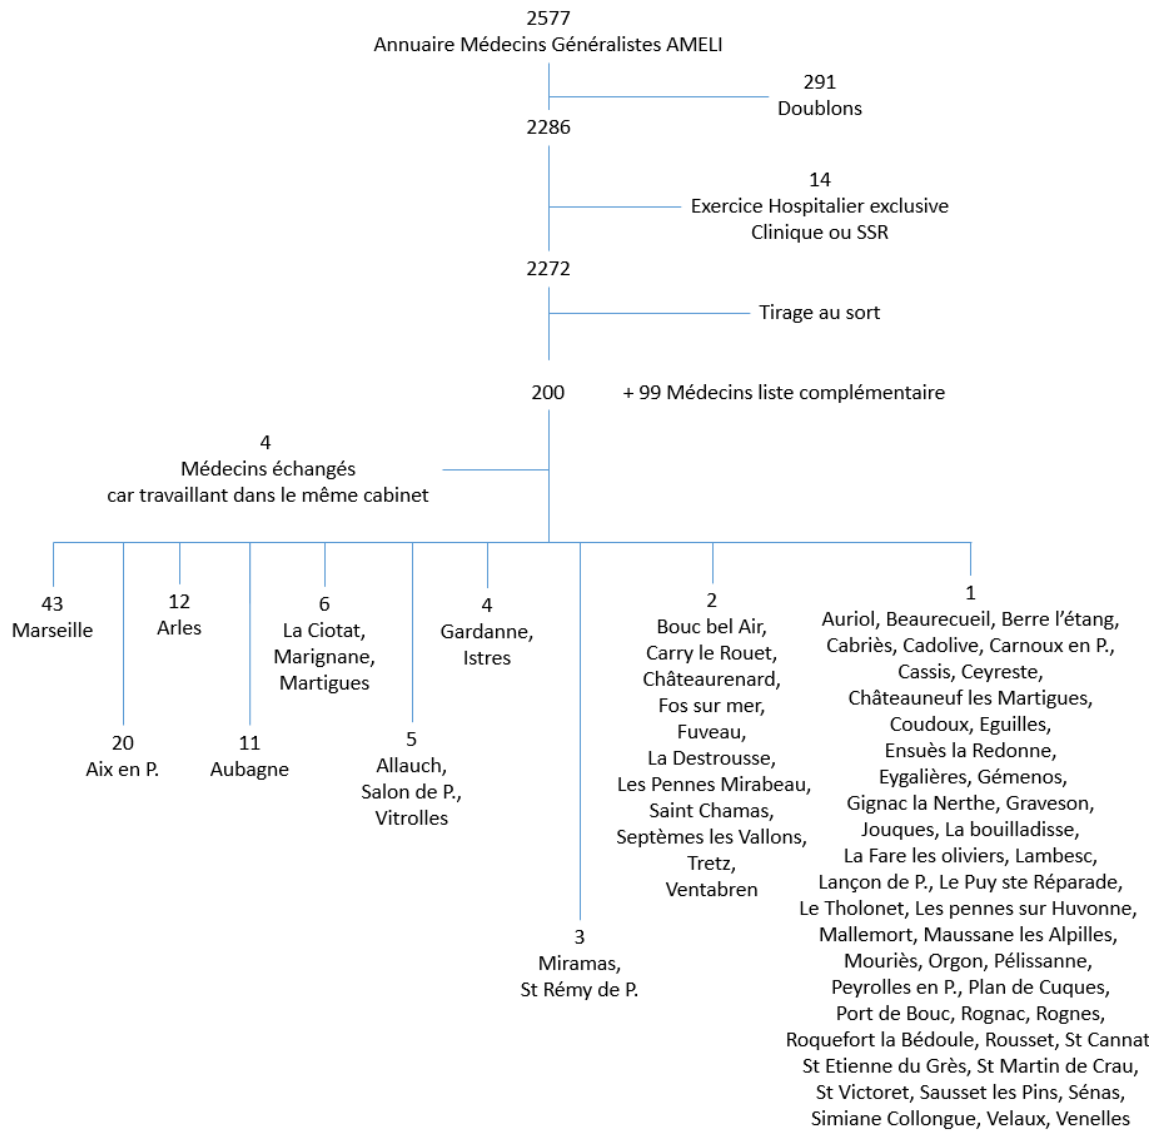 2577
Annuaire Médecins Généralistes AMELI
291
Doublons
2286
14
Exercice Hospitalier exclusive
Clinique ou SSR
2272
Tirage au sort
200
+ 99 Médecins liste complémentaire
4
Médecins échangés
car travaillant dans le même cabinet
43
Marseille
20
Aix en P.
12
Arles
11
Aubagne
6
La Ciotat,
Marignane,
Martigues
5
Allauch,
Salon de P.,
Vitrolles
4
Gardanne,
Istres
3
Miramas,
St Rémy de P.
2
Bouc bel Air,
Carry le Rouet,
Châteaurenard,
Fos sur mer,
Fuveau,
La Destrousse,
Les Pennes Mirabeau,
Saint Chamas,
Septèmes les Vallons,
Tretz,
Ventabren
1
Auriol, Beaurecueil, Berre l’étang,
Cabriès, Cadolive, Carnoux en P.,
Cassis, Ceyreste,
Châteauneuf les Martigues,
Coudoux, Eguilles,
Ensuès la Redonne,
Eygalières, Gémenos,
Gignac la Nerthe, Graveson,
Jouques, La bouilladisse,
La Fare les oliviers, Lambesc,
Lançon de P., Le Puy ste Réparade,
Le Tholonet, Les pennes sur Huvonne,
Mallemort, Maussane les Alpilles,
Mouriès, Orgon, Pélissanne,
Peyrolles en P., Plan de Cuques,
Port de Bouc, Rognac, Rognes,
Roquefort la Bédoule, Rousset, St Cannat
St Etienne du Grès, St Martin de Crau,
St Victoret, Sausset les Pins, Sénas,
Simiane Collongue, Velaux, Venelles